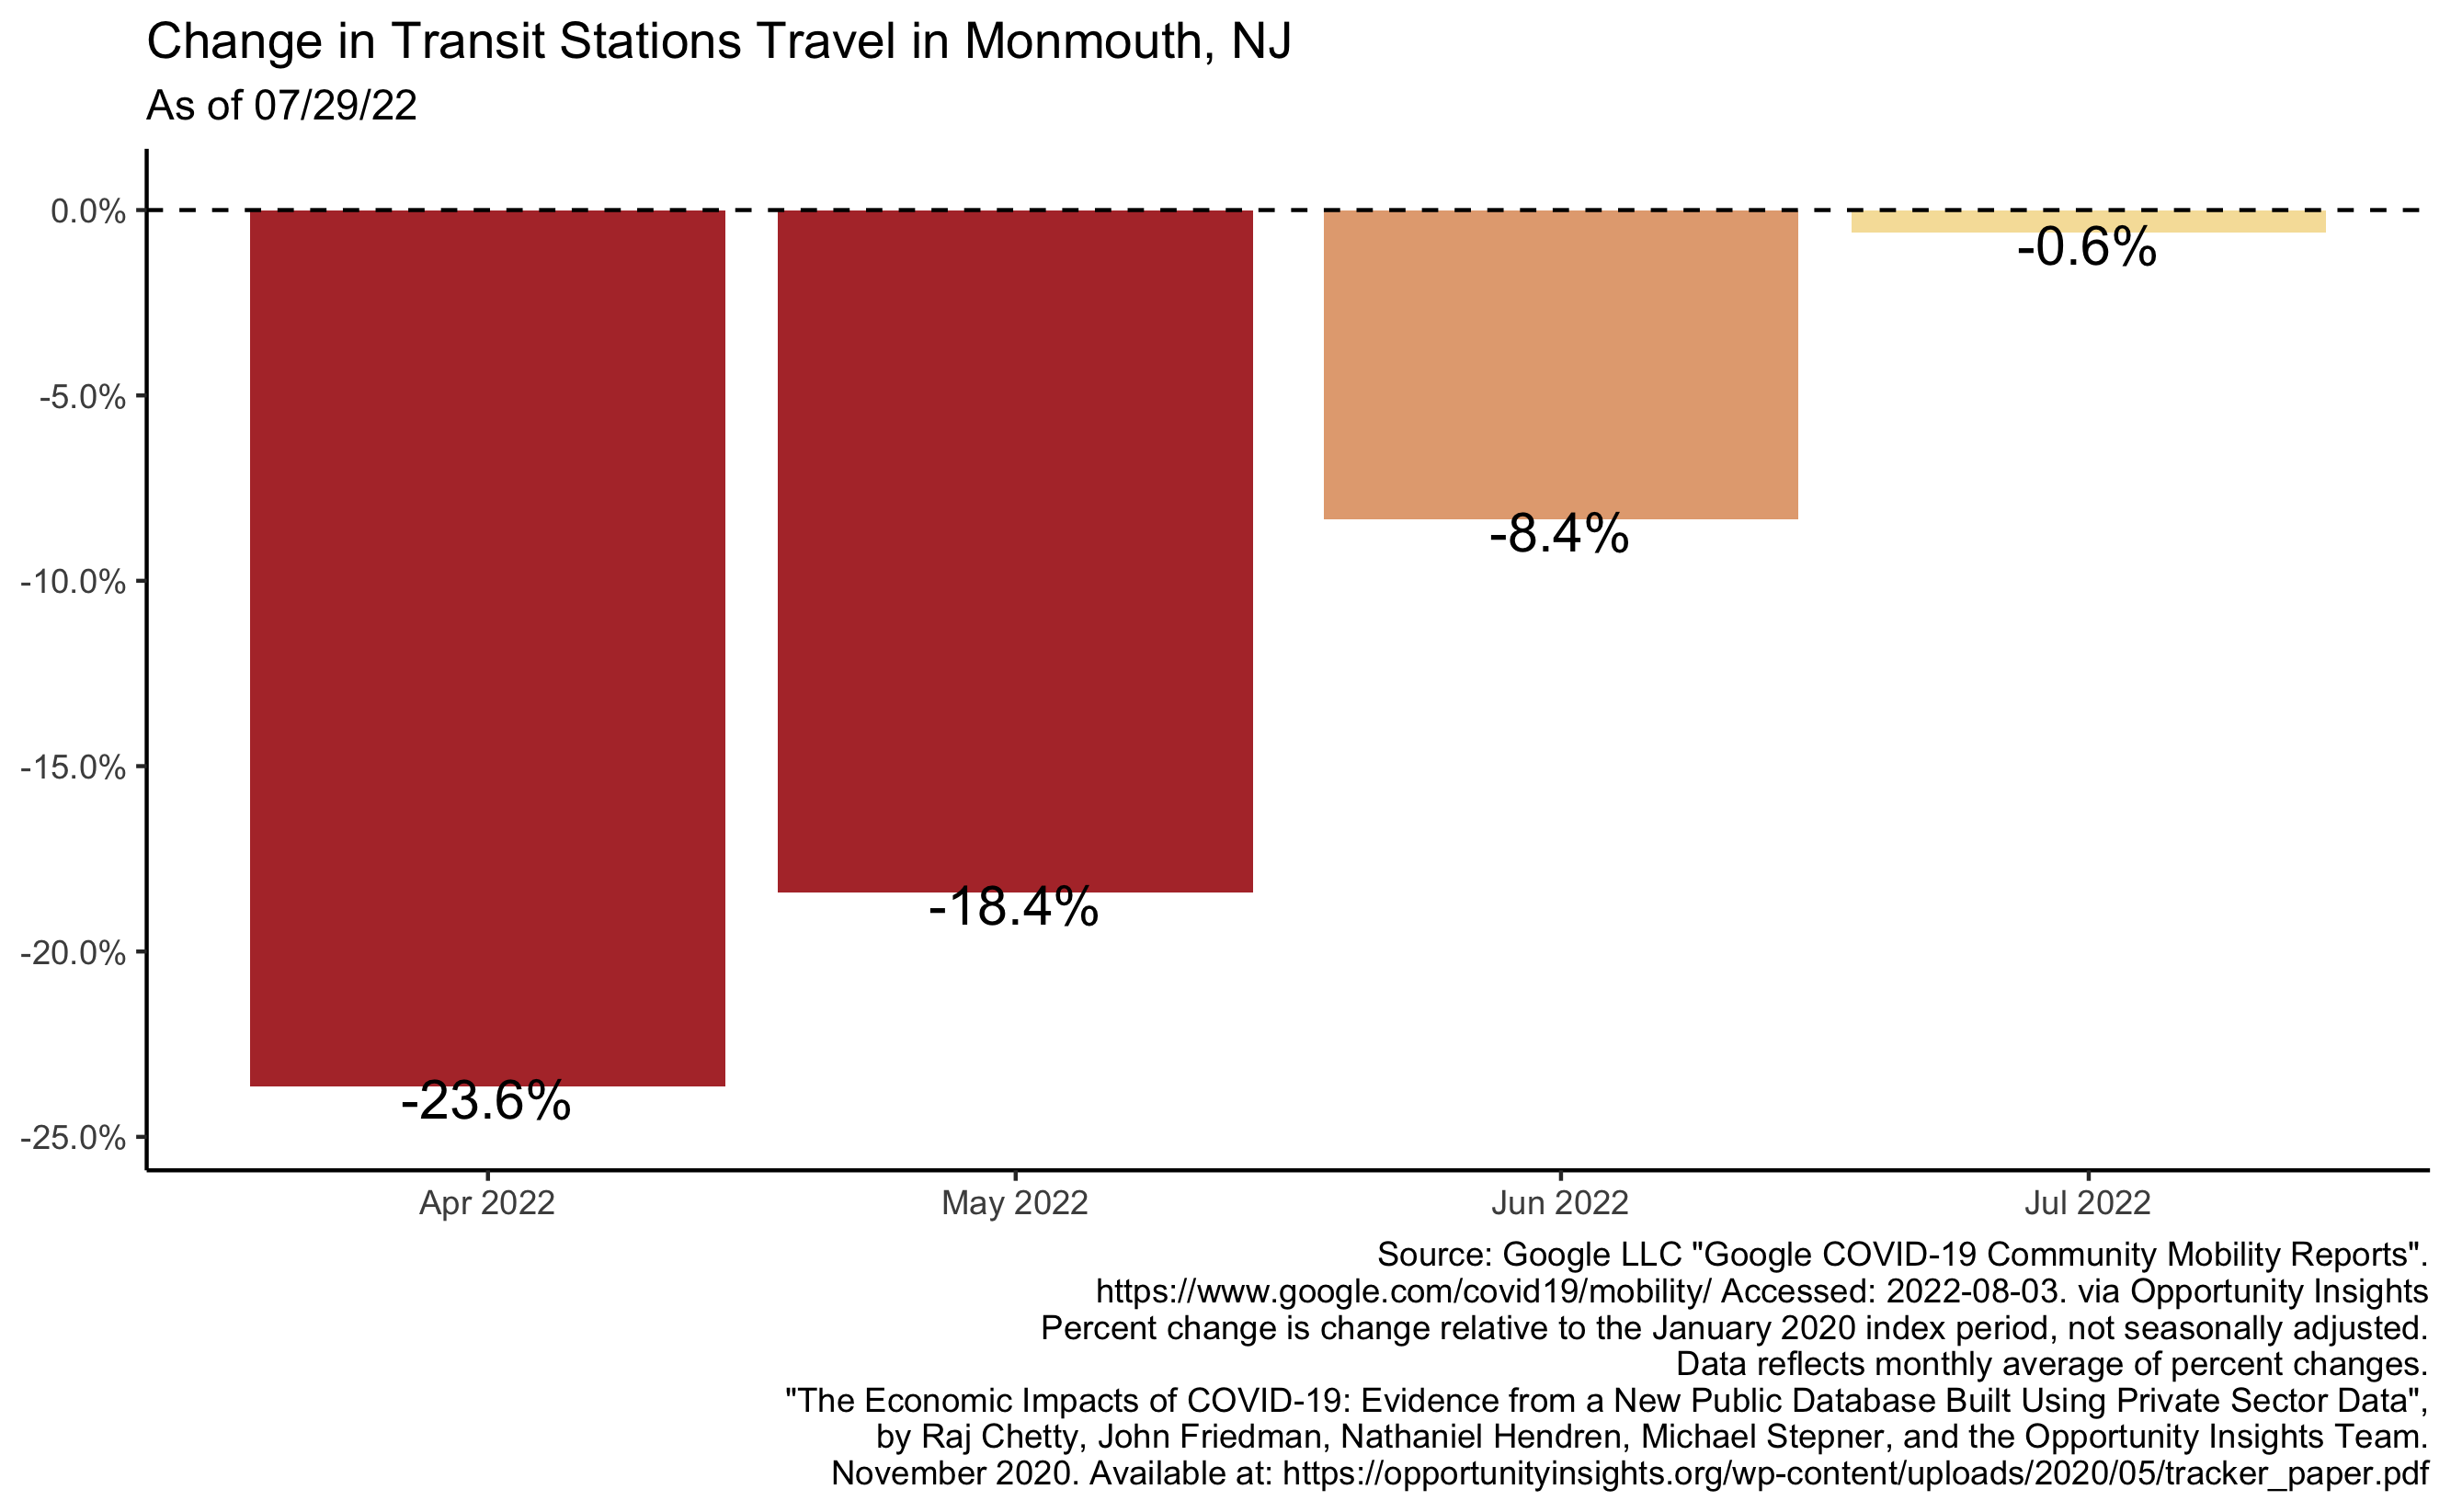 Change in Transit Stations Travel in Monmouth, NJ
As of 07/29/22
0.0%
-5.0%
-10.0%
-15.0%
-20.0%
-25.0%
-23.6%
-18.4%
-8.4%
-0.6%
Apr 2022
May 2022
Jun 2022
Jul 2022
Source: Google LLC "Google COVID-19 Community Mobility Reports".
https://www.google.com/covid19/mobility/ Accessed: 2022-08-03. via Opportunity Insights
Percent change is change relative to the January 2020 index period, not seasonally adjusted.
Data reflects monthly average of percent changes.
"The Economic Impacts of COVID-19: Evidence from a New Public Database Built Using Private Sector Data",
by Raj Chetty, John Friedman, Nathaniel Hendren, Michael Stepner, and the Opportunity Insights Team.
November 2020. Available at: https://opportunityinsights.org/wp-content/uploads/2020/05/tracker_paper.pdf